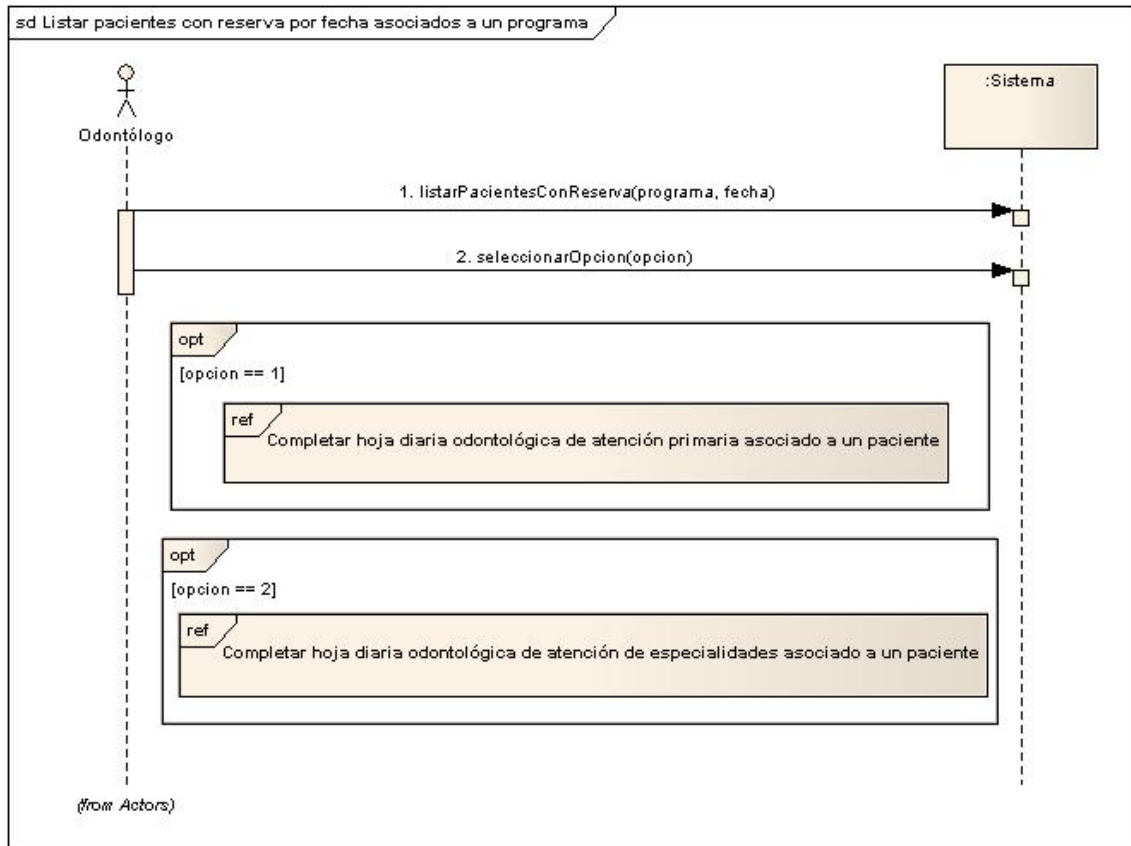 sd Listar pacientes con reserva por fecha asociados a un programa
:Sistema
Odontólogo
1. listarPacientesConReserva(programa, fecha)
2. seleccionarOpcion(opcion)
opt
[opcion == 1]
ref
Completar hoja diaria odontológica de atención primaria asociado a un paciente
opt
[opcion == 2]
ref
Completar hoja diaria odontológica de atención de especialidades asociado a un paciente
(from Actors)